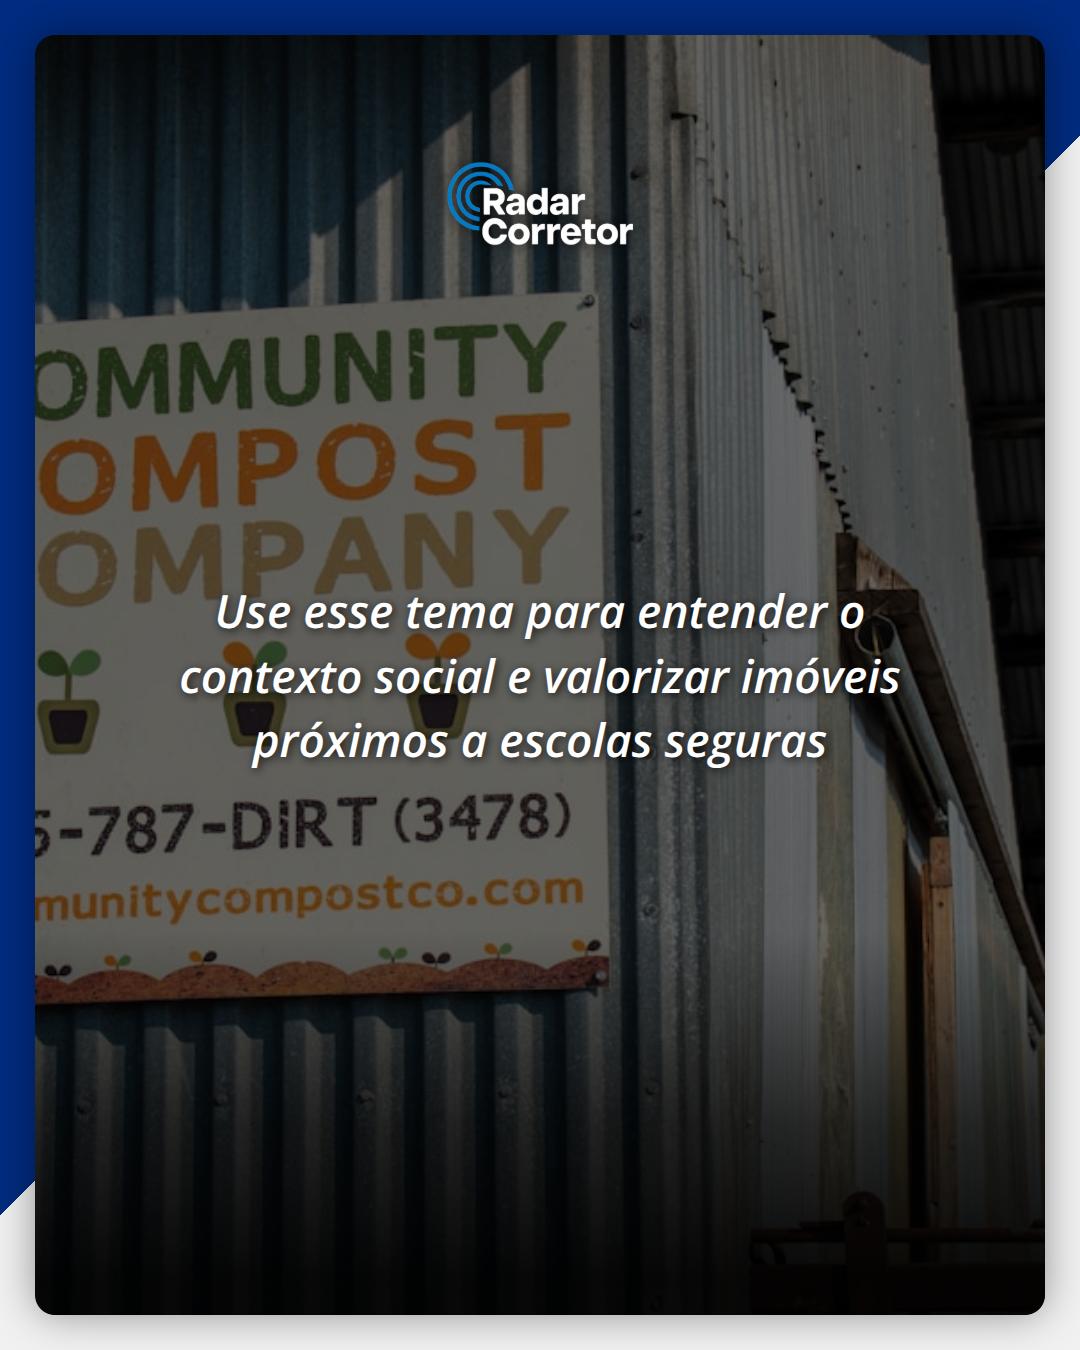 Radar
Corretor
OMMUNITY
OMPOST
OMPANY
Use esse tema para entender o
contexto social e valorizar imóveis
próximos a escolas seguras
5-787-DiRT (3478)
munitycompostco.com